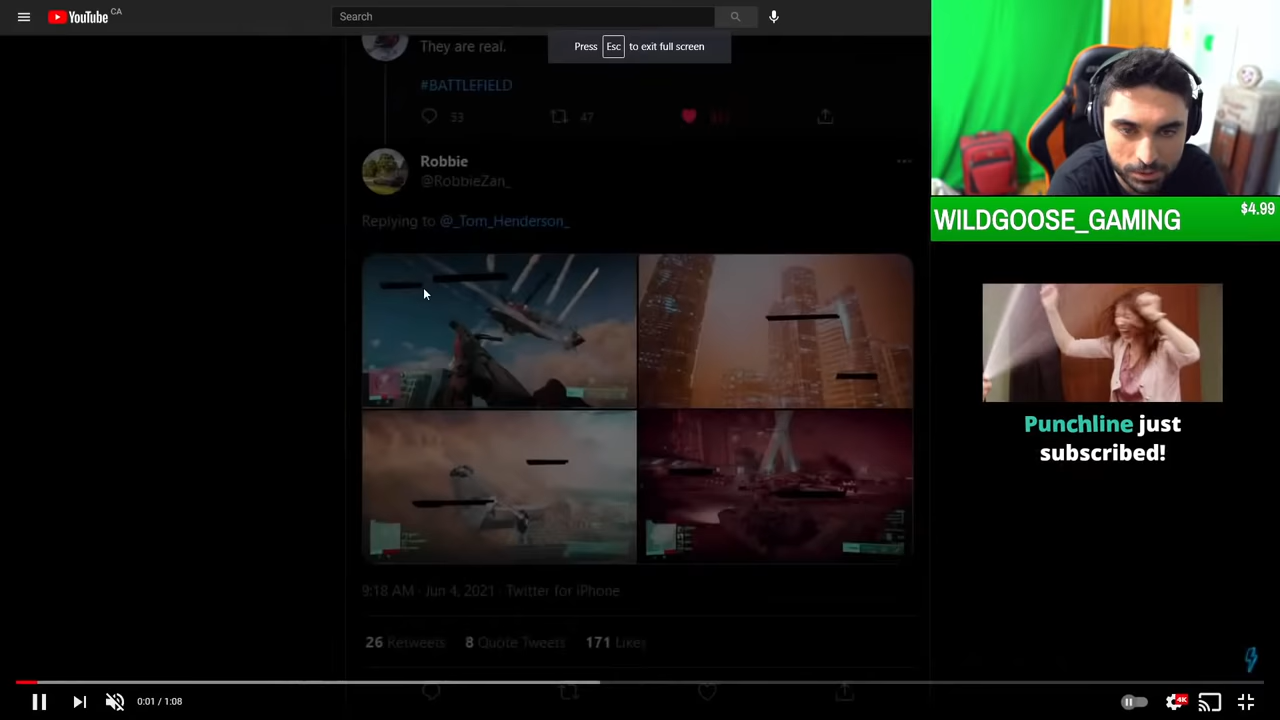 YouTube CA
Search
Press Esc to exit full screen
They are real.
#BATTLEFIELD
53
47
Robbie
@RobbieZan_
Replying to @_Tom_Henderson_
9:18 AM · Jun 4, 2021 · Twitter for iPhone
26 Retweets 8 Quote Tweets 171 Likes
0:01 / 1:08
4K
$4.99
WILDGOOSE_GAMING
Punchline just
subscribed!